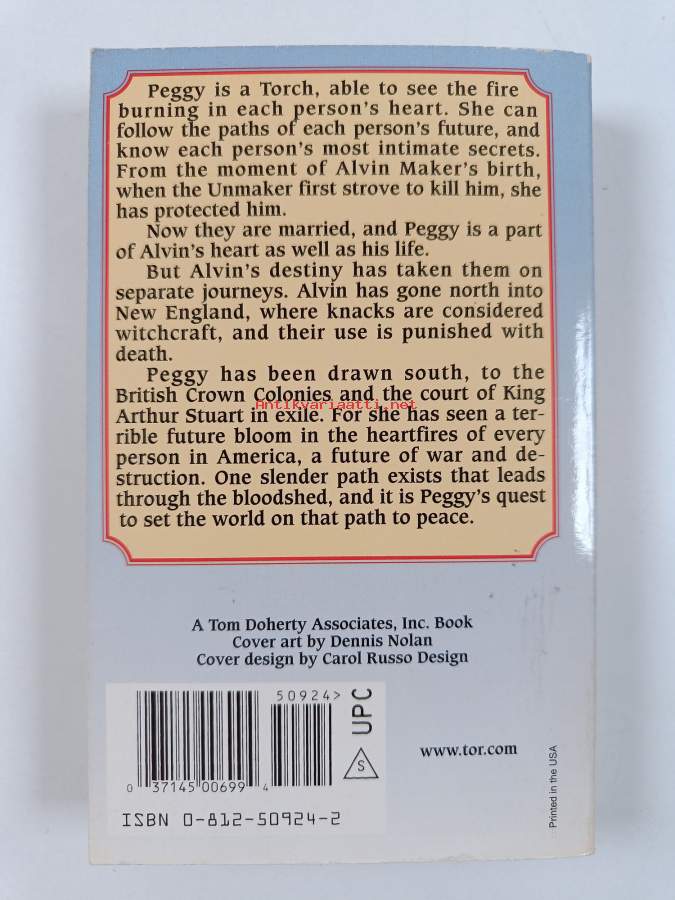 Peggy is a Torch, able to see the fire
burning in each person's heart. She can
follow the paths of each person's future, and
know each person's most intimate secrets.
From the moment of Alvin Maker's birth,
when the Unmaker first strove to kill him, she
has protected him.
Now they are married, and Peggy is a part
of Alvin's heart as well as his life.
But Alvin's destiny has taken them on
separate journeys. Alvin has gone north into
New England, where knacks are considered
witchcraft, and their use is punished with
death.
Peggy has been drawn south, to the
British Crown Colonies and the court of King
Antikvariaatti.net
Arthur Stuart in exile. For she has seen a ter-
rible future bloom in the heartfires of every
person in America, a future of war and de-
struction. One slender path exists that leads
through the bloodshed, and it is Peggy's quest
to set the world on that path to peace.
A Tom Doherty Associates, Inc. Book
Cover art by Dennis Nolan
Cover design by Carol Russo Design
50924>
UPC
S
0 37145 00699 4
ISBN 0-812-50924-2
www.tor.com
Printed in the USA